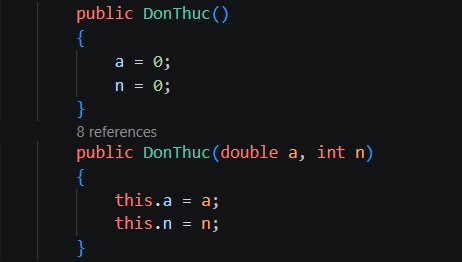 public DonThuc()
{
a = 0;
n = 0;
}
8 references
public DonThuc(double a, int n)
{
this.a = a;
this.n = n;
}